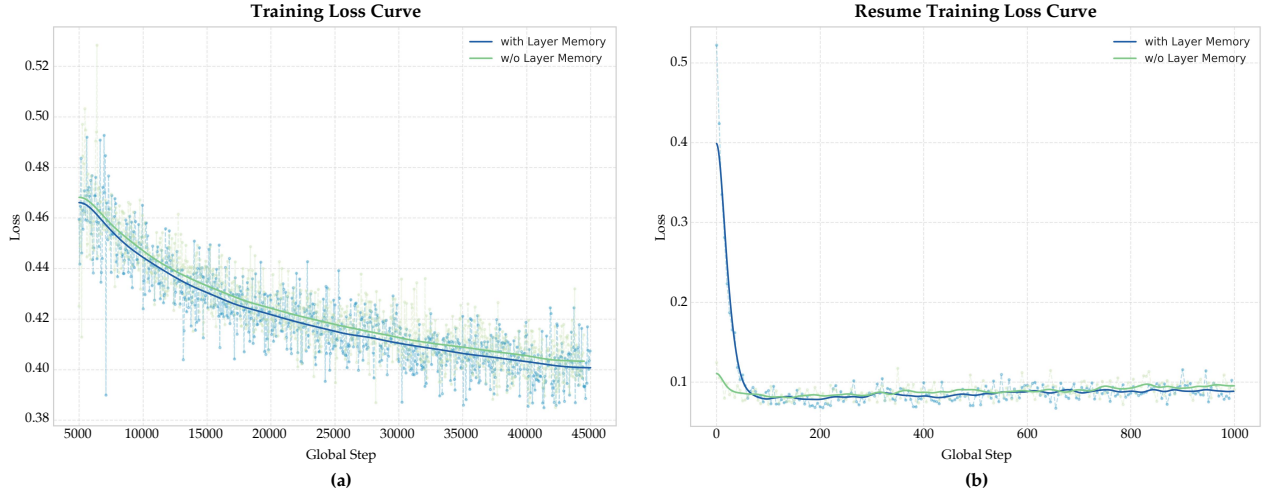 Training Loss Curve
with Layer Memory
w/o Layer Memory
0.52
0.50
0.48
0.46
0.44
0.42
0.40
0.38
Loss
5000 10000 15000 20000 25000 30000 35000 40000 45000
Global Step
(a)
Resume Training Loss Curve
with Layer Memory
w/o Layer Memory
0.5
0.4
0.3
0.2
0.1
Loss
0 200 400 600 800 1000
Global Step
(b)